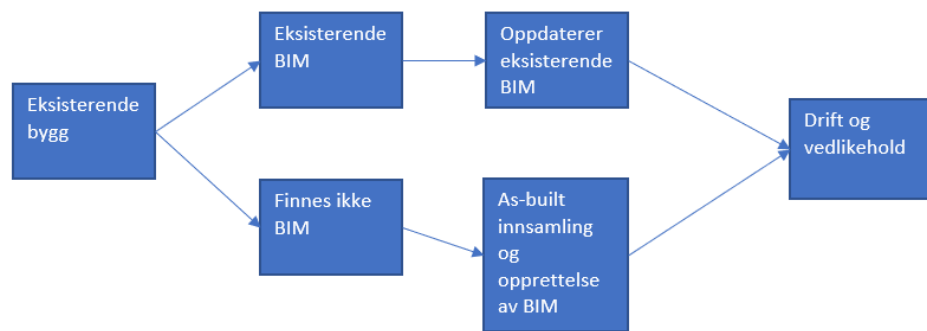 Eksisterende
bygg
Eksisterende
BIM
Oppdaterer
eksisterende
BIM
Finnes ikke
BIM
As-built
innsamling
og
opprettelse
av BIM
Drift og
vedlikehold